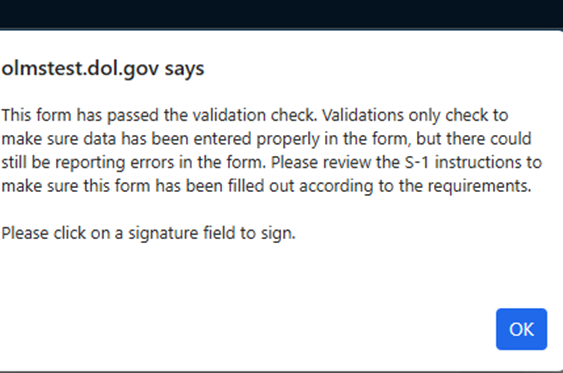 olmstest.dol.gov says
This form has passed the validation check. Validations only check to
make sure data has been entered properly in the form, but there could
still be reporting errors in the form. Please review the S-1 instructions to
make sure this form has been filled out according to the requirements.
Please click on a signature field to sign.
OK